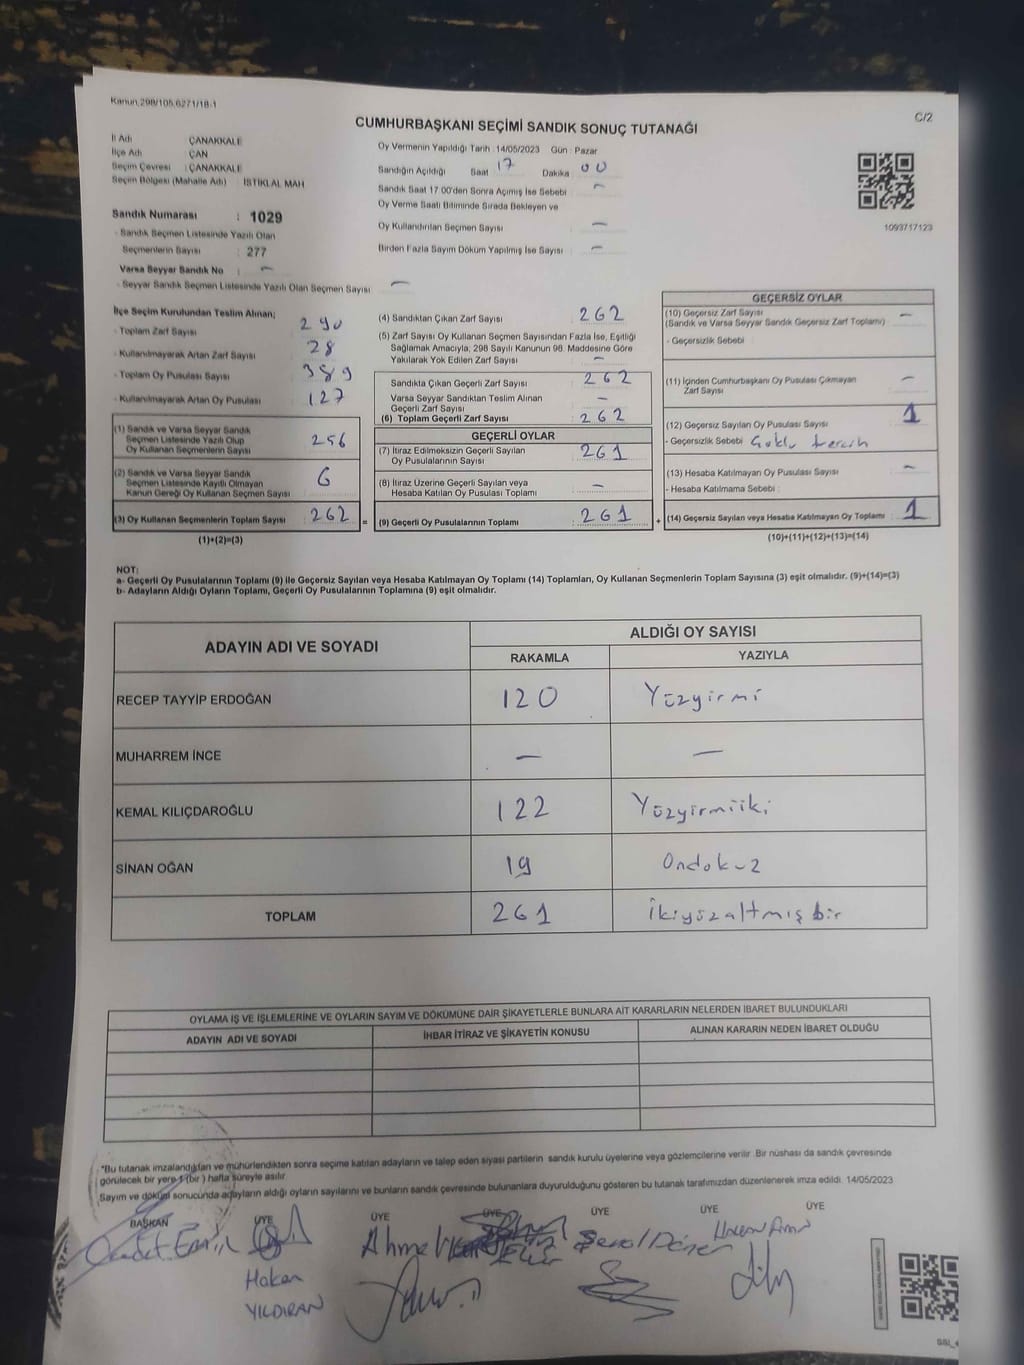 Kanun.298/105,6271/18-1
C/2
CUMHURBAŞKANI SEÇİMİ SANDIK SONUÇ TUTANAĞI
İl Adı : ÇANAKKALE
İlçe Adı : ÇAN
Seçim Çevresi : ÇANAKKALE
Seçim Bölgesi (Mahalle Adı) : İSTİKLAL MAH
Sandık Numarası : 1029
- Sandık Seçmen Listesinde Yazılı Olan
Seçmenlerin Sayısı : 277
Varsa Seyyar Sandık No : –
- Seyyar Sandık Seçmen Listesinde Yazılı Olan Seçmen Sayısı : –
Oy Vermenin Yapıldığı Tarih : 14/05/2023 Gün : Pazar
Sandığın Açıldığı Saat : 17 Dakika : 00
Sandık Saat 17.00'den Sonra Açımış İse Sebebi : –
Oy Verme Saati Bitiminde Sırada Bekleyen ve
Oy Kullandırılan Seçmen Sayısı : –
Birden Fazla Sayım Döküm Yapılmış İse Sayısı : –
1093717123
İlçe Seçim Kurulundan Teslim Alınan;
- Toplam Zarf Sayısı : 290
- Kullanılmayarak Artan Zarf Sayısı : 28
- Toplam Oy Pusulası Sayısı : 389
- Kullanılmayarak Artan Oy Pusulası : 127
(1) Sandık ve Varsa Seyyar Sandık
Seçmen Listesinde Yazılı Olup
Oy Kullanan Seçmenlerin Sayısı : 256
(2) Sandık ve Varsa Seyyar Sandık
Seçmen Listesinde Kayıtlı Olmayan
Kanun Gereği Oy Kullanan Seçmen Sayısı : 6
(3) Oy Kullanan Seçmenlerin Toplam Sayısı : 262 =
(1)+(2)=(3)
(4) Sandıktan Çıkan Zarf Sayısı : 262
(5) Zarf Sayısı Oy Kullanan Seçmen Sayısından Fazla İse, Eşitliği
Sağlamak Amacıyla, 298 Sayılı Kanunun 98. Maddesine Göre
Yakılarak Yok Edilen Zarf Sayısı : –
Sandıkta Çıkan Geçerli Zarf Sayısı : 262
Varsa Seyyar Sandıktan Teslim Alınan
Geçerli Zarf Sayısı : –
(6) Toplam Geçerli Zarf Sayısı : 262
GEÇERLİ OYLAR
(7) İtiraz Edilmeksizin Geçerli Sayılan
Oy Pusulalarının Sayısı : 261
(8) İtiraz Üzerine Geçerli Sayılan veya
Hesaba Katılan Oy Pusulası Toplamı : –
(9) Geçerli Oy Pusulalarının Toplamı : 261 +
GEÇERSİZ OYLAR
(10) Geçersiz Zarf Sayısı : –
(Sandık ve Varsa Seyyar Sandık Geçersiz Zarf Toplamı)
- Geçersizlik Sebebi :
(11) İçinden Cumhurbaşkanı Oy Pusulası Çıkmayan
Zarf Sayısı : –
(12) Geçersiz Sayılan Oy Pusulası Sayısı : 1
- Geçersizlik Sebebi : Çoklu tercih
(13) Hesaba Katılmayan Oy Pusulası Sayısı : –
- Hesaba Katılmama Sebebi :
(14) Geçersiz Sayılan veya Hesaba Katılmayan Oy Toplamı : 1
(10)+(11)+(12)+(13)=(14)
NOT:
a- Geçerli Oy Pusulalarının Toplamı (9) ile Geçersiz Sayılan veya Hesaba Katılmayan Oy Toplamı (14) Toplamları, Oy Kullanan Seçmenlerin Toplam Sayısına (3) eşit olmalıdır. (9)+(14)=(3)
b- Adayların Aldığı Oyların Toplamı, Geçerli Oy Pusulalarının Toplamına (9) eşit olmalıdır.
ADAYIN ADI VE SOYADI ALDIĞI OY SAYISI
RAKAMLA YAZIYLA
RECEP TAYYİP ERDOĞAN 120 Yüzyirmi
MUHARREM İNCE – –
KEMAL KILIÇDAROĞLU 122 Yüzyirmiiki
SİNAN OĞAN 19 Ondokuz
TOPLAM 261 İkiyüzaltmışbir
OYLAMA İŞ VE İŞLEMLERİNE VE OYLARIN SAYIM VE DÖKÜMÜNE DAİR ŞİKAYETLERLE BUNLARA AİT KARARLARIN NELERDEN İBARET BULUNDUKLARI
ADAYIN ADI VE SOYADI İHBAR İTİRAZ VE ŞİKAYETİN KONUSU ALINAN KARARIN NEDEN İBARET OLDUĞU
*Bu tutanak imzalandıktan ve mühürlendikten sonra seçime katılan adayların ve talep eden siyasi partilerin sandık kurulu üyelerine veya gözlemcilerine verilir. Bir nüshası da sandık çevresinde
görülecek bir yere 1 (bir) hafta süreyle asılır.
Sayım ve döküm sonucunda adayların aldığı oyların sayılarını ve bunların sandık çevresinde bulunanlara duyurulduğunu gösteren bu tutanak tarafımızdan düzenlenerek imza edildi. 14/05/2023
BAŞKAN ÜYE ÜYE ÜYE ÜYE ÜYE ÜYE
Ahmet Şenol Döner
Hakan
YILDIRAN